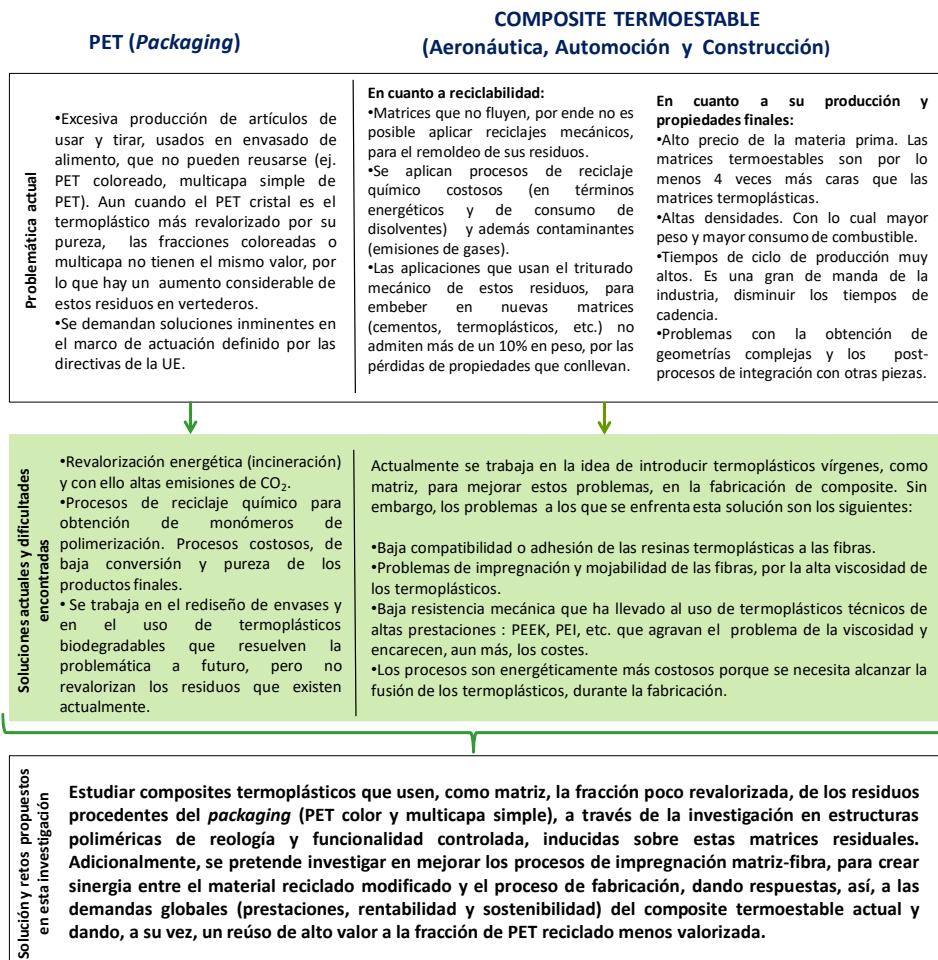 PET (Packaging)
COMPOSITE TERMOESTABLE
(Aeronáutica, Automoción y Construcción)
Problemática actual
•Excesiva producción de artículos de
usar y tirar, usados en envasado de
alimento, que no pueden reusarse (ej.
PET coloreado, multicapa simple de
PET). Aun cuando el PET cristal es el
termoplástico más revalorizado por su
pureza, las fracciones coloreadas o
multicapa no tienen el mismo valor, por
lo que hay un aumento considerable de
estos residuos en vertederos.
•Se demandan soluciones inminentes en
el marco de actuación definido por las
directivas de la UE.
En cuanto a reciclabilidad:
•Matrices que no fluyen, por ende no es
posible aplicar reciclajes mecánicos,
para el remoldeo de sus residuos.
•Se aplican procesos de reciclaje
químico costosos (en términos
energéticos y de consumo de
disolventes) y además contaminantes
(emisiones de gases).
•Las aplicaciones que usan el triturado
mecánico de estos residuos, para
embeber en nuevas matrices
(cementos, termoplásticos, etc.) no
admiten más de un 10% en peso, por las
pérdidas de propiedades que conllevan.
En cuanto a su producción y
propiedades finales:
•Alto precio de la materia prima. Las
matrices termoestables son por lo
menos 4 veces más caras que las
matrices termoplásticas.
•Altas densidades. Con lo cual mayor
peso y mayor consumo de combustible.
•Tiempos de ciclo de producción muy
altos. Es una gran de manda de la
industria, disminuir los tiempos de
cadencia.
•Problemas con la obtención de
geometrías complejas y los post-
procesos de integración con otras piezas.
Soluciones actuales y dificultades
encontradas
•Revalorización energética (incineración)
y con ello altas emisiones de CO₂.
•Procesos de reciclaje químico para
obtención de monómeros de
polimerización. Procesos costosos, de
baja conversión y pureza de los
productos finales.
• Se trabaja en el rediseño de envases y
en el uso de termoplásticos
biodegradables que resuelven la
problemática a futuro, pero no
revalorizan los residuos que existen
actualmente.
Actualmente se trabaja en la idea de introducir termoplásticos vírgenes, como
matriz, para mejorar estos problemas, en la fabricación de composite. Sin
embargo, los problemas a los que se enfrenta esta solución son los siguientes:
•Baja compatibilidad o adhesión de las resinas termoplásticas a las fibras.
•Problemas de impregnación y mojabilidad de las fibras, por la alta viscosidad de
los termoplásticos.
•Baja resistencia mecánica que ha llevado al uso de termoplásticos técnicos de
altas prestaciones : PEEK, PEI, etc. que agravan el problema de la viscosidad y
encarecen, aun más, los costes.
•Los procesos son energéticamente más costosos porque se necesita alcanzar la
fusión de los termoplásticos, durante la fabricación.
Solución y retos propuestos
en esta investigación
Estudiar composites termoplásticos que usen, como matriz, la fracción poco revalorizada, de los residuos
procedentes del packaging (PET color y multicapa simple), a través de la investigación en estructuras
poliméricas de reología y funcionalidad controlada, inducidas sobre estas matrices residuales.
Adicionalmente, se pretende investigar en mejorar los procesos de impregnación matriz-fibra, para crear
sinergia entre el material reciclado modificado y el proceso de fabricación, dando respuestas, así, a las
demandas globales (prestaciones, rentabilidad y sostenibilidad) del composite termoestable actual y
dando, a su vez, un reúso de alto valor a la fracción de PET reciclado menos valorizada.